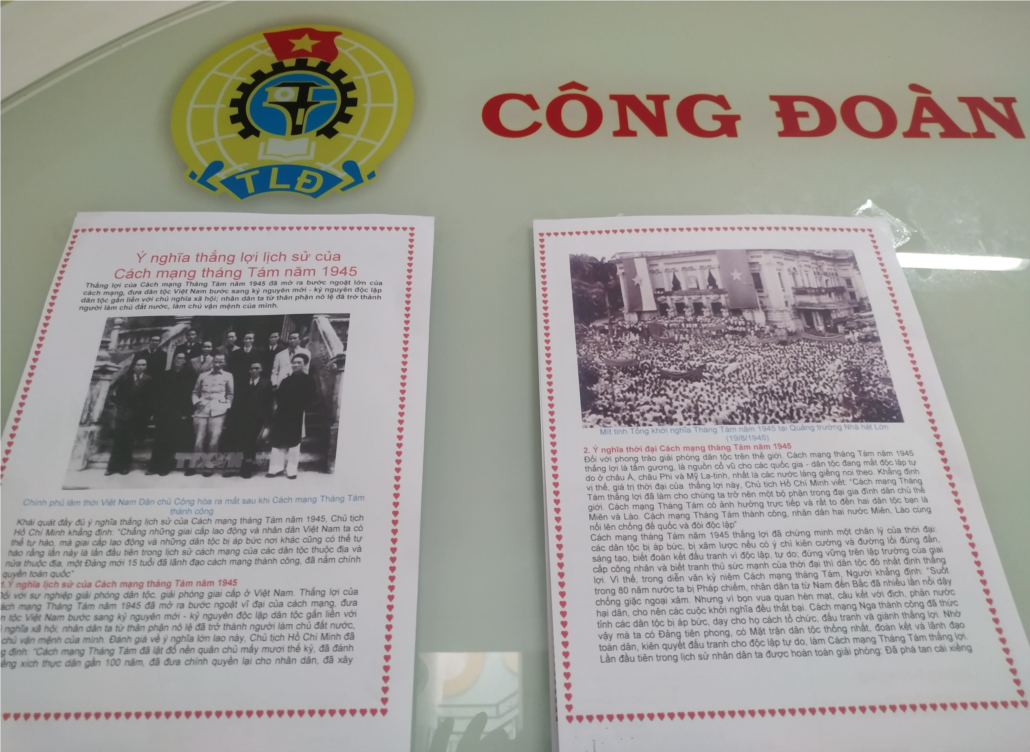 TLĐ
CÔNG ĐOÀN
Ý nghĩa thắng lợi lịch sử của
Cách mạng tháng Tám năm 1945
Thắng lợi của Cách mạng Tháng Tám năm 1945 đã mở ra bước ngoặt lớn của
cách mạng, đưa dân tộc Việt Nam bước sang kỷ nguyên mới - kỷ nguyên độc lập
dân tộc gắn liền với chủ nghĩa xã hội; nhân dân ta từ thân phận nô lệ đã trở thành
người làm chủ đất nước, làm chủ vận mệnh của mình.
Chính phủ lâm thời Việt Nam Dân chủ Cộng hòa ra mắt sau khi Cách mạng Tháng Tám
thành công
Khái quát đầy đủ ý nghĩa thắng lịch sử của Cách mạng tháng Tám năm 1945, Chủ tịch
Hồ Chí Minh khẳng định: "Chẳng những giai cấp lao động và nhân dân Việt Nam ta có
thể tự hào, mà giai cấp lao động và những dân tộc bị áp bức nơi khác cũng có thể tự
hào rằng lần này là lần đầu tiên trong lịch sử cách mạng của các dân tộc thuộc địa và
nửa thuộc địa, một Đảng mới 15 tuổi đã lãnh đạo cách mạng thành công, đã nắm chính
quyền toàn quốc"
1.Ý nghĩa lịch sử của Cách mạng tháng Tám năm 1945
Đối với sự nghiệp giải phóng dân tộc, giải phóng giai cấp ở Việt Nam. Thắng lợi của
ách mạng Tháng Tám năm 1945 đã mở ra bước ngoặt vĩ đại của cách mạng, đưa
n tộc Việt Nam bước sang kỷ nguyên mới - kỷ nguyên độc lập dân tộc gắn liền với
nghĩa xã hội, nhân dân ta từ thân phận nô lệ đã trở thành người làm chủ đất nước,
chủ vận mệnh của mình. Đánh giá về ý nghĩa lớn lao này, Chủ tịch Hồ Chí Minh đã
g định: "Cách mạng Tháng Tám đã lật đổ nền quân chủ mấy mươi thế kỷ, đã đánh
ềng xích thực dân gần 100 năm, đã đưa chính quyền lại cho nhân dân, đã xây
Mít tinh Tổng khởi nghĩa Tháng Tám năm 1945 tại Quảng trường Nhà hát Lớn
(19/8/1945)
2. Ý nghĩa thời đại Cách mạng tháng Tám năm 1945
Đối với phong trào giải phóng dân tộc trên thế giới. Cách mạng tháng Tám năm 1945
thắng lợi là tấm gương, là nguồn cổ vũ cho các quốc gia - dân tộc đang mất độc lập tự
do ở châu Á, châu Phi và Mỹ La-tinh, nhất là các nước láng giềng noi theo. Khẳng định
vị thế, giá trị thời đại của thắng lợi này, Chủ tịch Hồ Chí Minh viết: "Cách mạng Tháng
Tám thắng lợi đã làm cho chúng ta trở nên một bộ phận trong đại gia đình dân chủ thế
giới. Cách mạng Tháng Tám có ảnh hưởng trực tiếp và rất to đến hai dân tộc bạn là
Miên và Lào. Cách mạng Tháng Tám thành công, nhân dân hai nước Miên, Lào cùng
nổi lên chống đế quốc và đòi độc lập"
Cách mạng tháng Tám năm 1945 thắng lợi đã chứng minh một chân lý của thời đại:
các dân tộc bị áp bức, bị xâm lược nếu có ý chí kiên cường và đường lối đúng đắn,
sáng tạo, biết đoàn kết đấu tranh vì độc lập, tự do; đứng vững trên lập trường của giai
cấp công nhân và biết tranh thủ sức mạnh của thời đại thì dân tộc đó nhất định thắng
lợi. Vì thế, trong diễn văn kỷ niệm Cách mạng tháng Tám, Người khẳng định: "Suốt
trong 80 năm nước ta bị Pháp chiếm, nhân dân ta từ Nam đến Bắc đã nhiều lần nổi dậy
chống giặc ngoại xâm. Nhưng vì bọn vua quan hèn mạt, câu kết với địch, phản nước
hại dân, cho nên các cuộc khởi nghĩa đều thất bại. Cách mạng Nga thành công đã thức
tỉnh các dân tộc bị áp bức, dạy cho họ cách tổ chức, đấu tranh và giành thắng lợi. Nhờ
vậy mà ta có Đảng tiên phong, có Mặt trận dân tộc thống nhất, đoàn kết và lãnh đạo
toàn dân, kiên quyết đấu tranh cho độc lập tự do, làm Cách mạng Tháng Tám thắng lợi.
Lần đầu tiên trong lịch sử nhân dân ta được hoàn toàn giải phóng. Đã phá tan cái xiềng